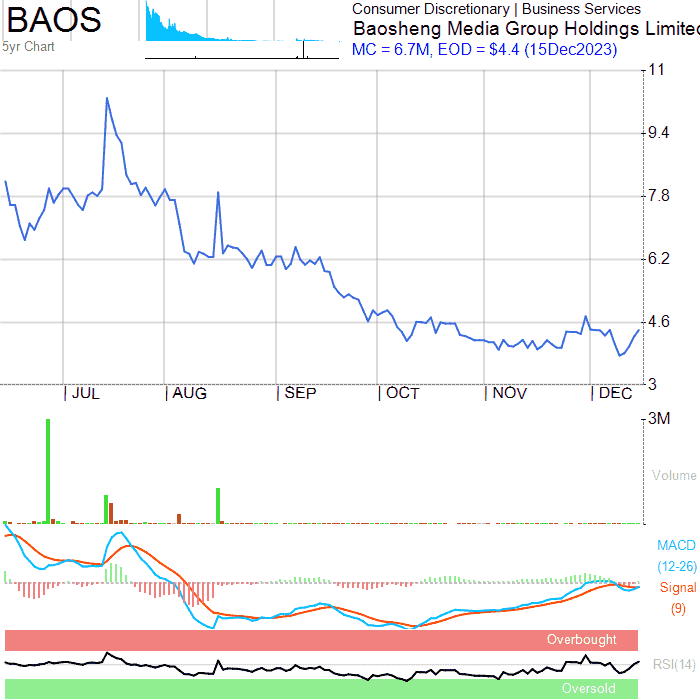 BAOS
5yr Chart
Consumer Discretionary | Business Services
Baosheng Media Group Holdings Limited
MC = 6.7M, EOD = $4.4 (15Dec2023)
11
9.4
7.8
6.2
4.6
3
JUL AUG SEP OCT NOV DEC
3M
Volume
MACD
(12-26)
Signal
(9)
Overbought
RSI(14)
Oversold